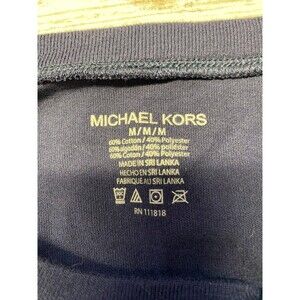 MICHAEL KORS
M/M/M
60% Cotton / 40% Polyester
60% algodón / 40% poliéster
60% Coton / 40% Polyester
MADE IN SRI LANKA
HECHO EN SRI LANKA
FABRIQUE AU SRI LANKA
RN 111818